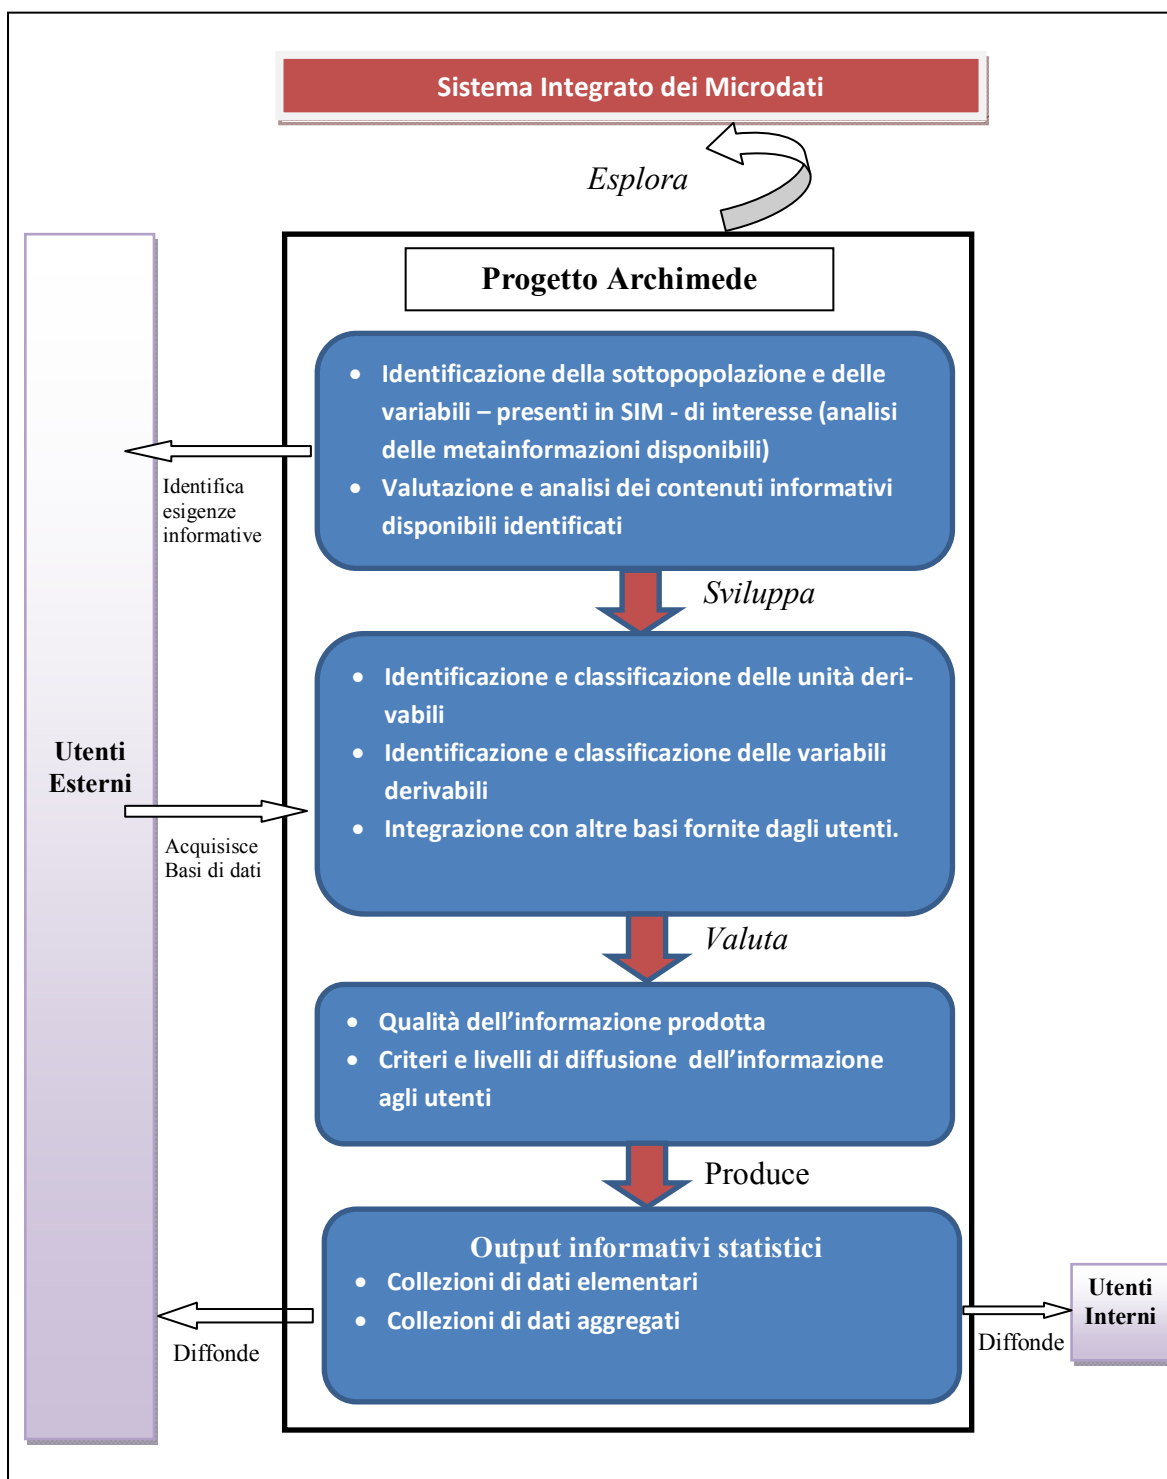 Sistema Integrato dei Microdati
Esplora
Progetto Archimede
• Identificazione della sottopopolazione e delle
variabili – presenti in SIM - di interesse (analisi
delle metainformazioni disponibili)
• Valutazione e analisi dei contenuti informativi
disponibili identificati
Identifica
esigenze
informative
Sviluppa
• Identificazione e classificazione delle unità deri-
vabili
• Identificazione e classificazione delle variabili
derivabili
• Integrazione con altre basi fornite dagli utenti.
Utenti
Esterni
Acquisisce
Basi di dati
Valuta
• Qualità dell’informazione prodotta
• Criteri e livelli di diffusione  dell’informazione
agli utenti
Produce
Output informativi statistici
• Collezioni di dati elementari
• Collezioni di dati aggregati
Diffonde
Utenti
Interni
Diffonde